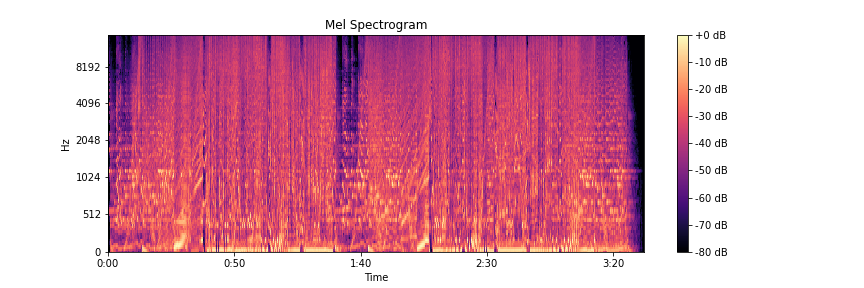 Mel Spectrogram
Hz
8192
4096
2048
1024
512
0
0:00
0:50
1:40
2:30
3:20
Time
+0 dB
-10 dB
-20 dB
-30 dB
-40 dB
-50 dB
-60 dB
-70 dB
-80 dB